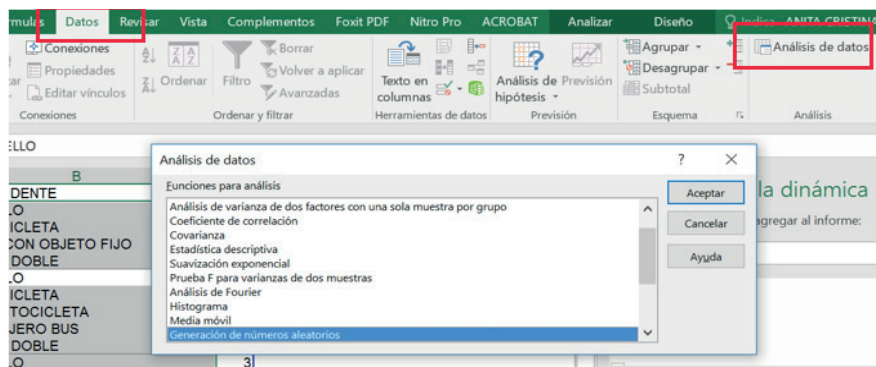 rmulas Datos Revisar Vista Complementos Foxit PDF Nitro Pro ACROBAT Analizar Diseño ANITA CRISTINA
Conexiones
Propiedades
Editar vínculos
Conexiones
Ordenar
Filtro
Borrar
Volver a aplicar
Avanzadas
Ordenar y filtrar
Texto en
columnas
Herramientas de datos
Análisis de
hipótesis
Previsión
Previsión
Agrupar
Desagrupar
Subtotal
Esquema
Análisis de datos
Análisis
ELLO
B
DENTE
LO
ICLETA
CON OBJETO FIJO
DOBLE
LO
ICLETA
TOCICLETA
JERO BUS
DOBLE
LO
3
Análisis de datos ?
Funciones para análisis
Análisis de varianza de dos factores con una sola muestra por grupo
Coeficiente de correlación
Covarianza
Estadística descriptiva
Suavización exponencial
Prueba F para varianzas de dos muestras
Análisis de Fourier
Histograma
Media móvil
Generación de números aleatorios
Aceptar
Cancelar
Ayuda
la dinámica
agregar al informe: